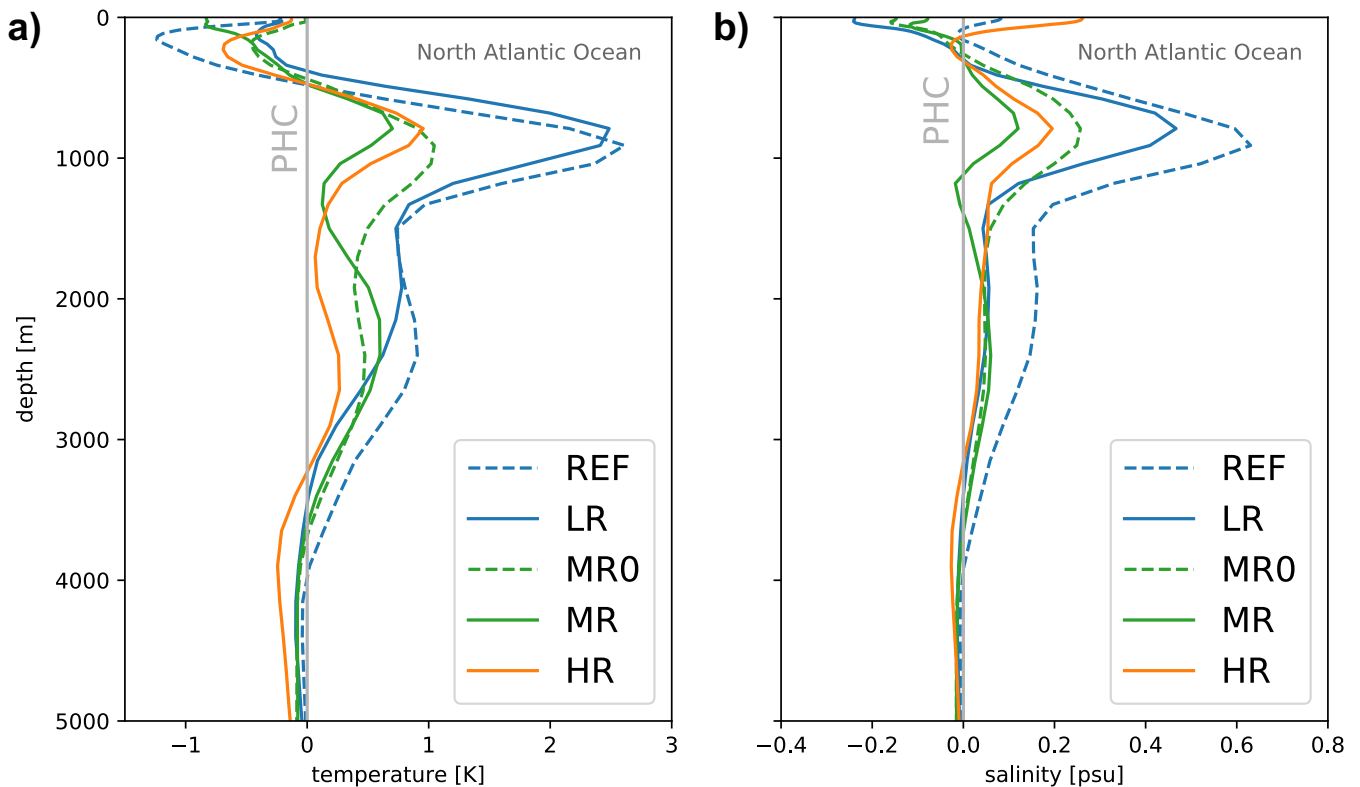 a)
North Atlantic Ocean
PHC
0
1000
2000
3000
4000
5000
depth [m]
−1
0
1
2
3
temperature [K]
REF
LR
MR0
MR
HR
b)
North Atlantic Ocean
PHC
−0.4
−0.2
0.0
0.2
0.4
0.6
0.8
salinity [psu]
REF
LR
MR0
MR
HR